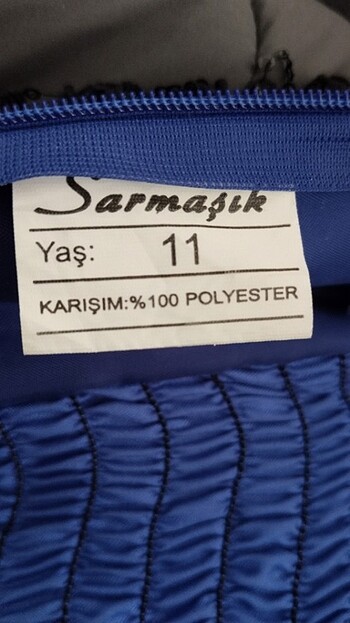 Sarmaşık
Yaş: 11
KARIŞIM:%100 POLYESTER